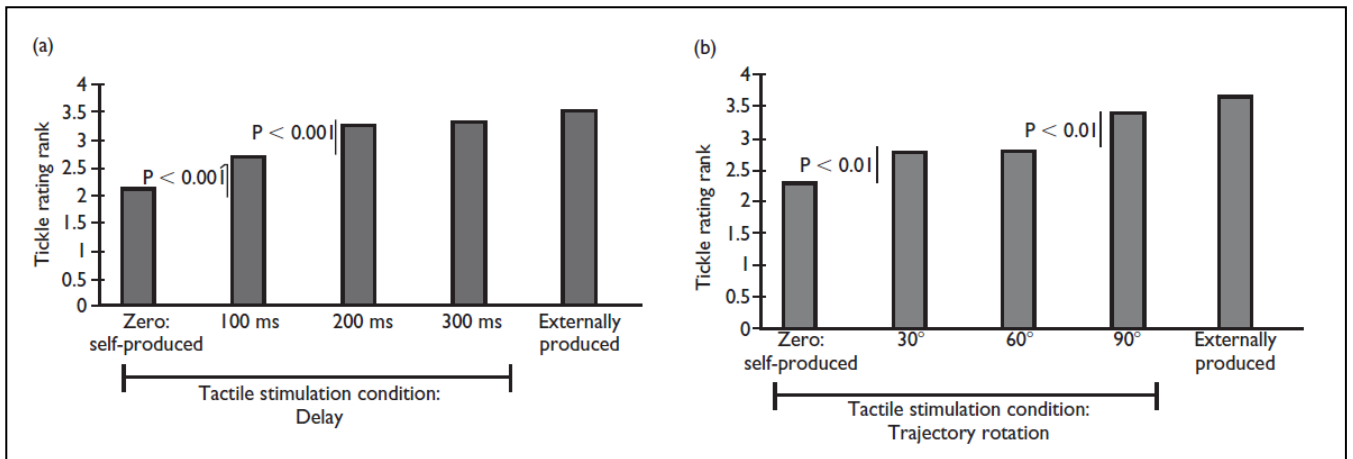 (a)
Tickle rating rank
4
3.5
3
2.5
2
1.5
1
0.5
0
P < 0.001
P < 0.001
Zero:
self-produced
100 ms
200 ms
300 ms
Externally
produced
Tactile stimulation condition:
Delay
(b)
Tickle rating rank
4
3.5
3
2.5
2
1.5
1
0.5
0
P < 0.01
P < 0.01
Zero:
self-produced
30°
60°
90°
Externally
produced
Tactile stimulation condition:
Trajectory rotation